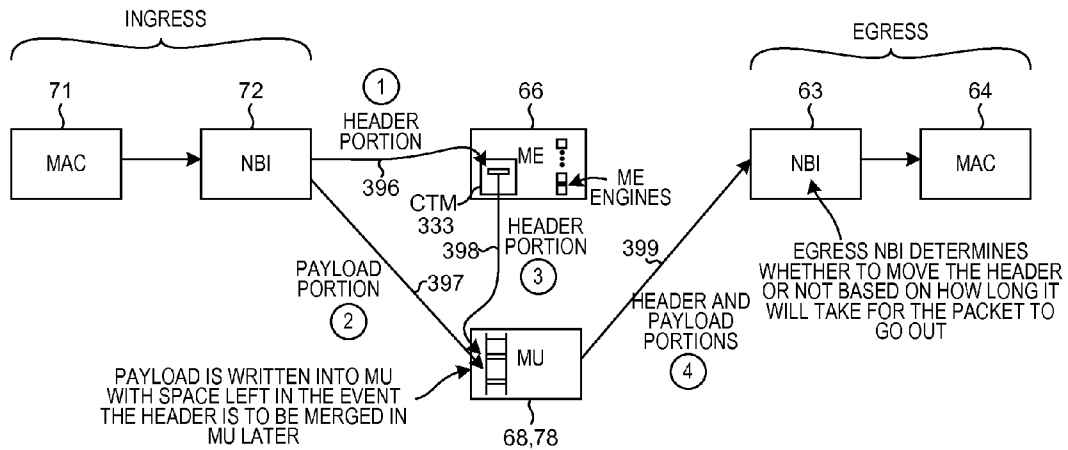 INGRESS
EGRESS
71
72
1
66
63
64
HEADER
PORTION
MAC
NBI
396
ME
ME
ENGINES
CTM
333
NBI
MAC
HEADER
PORTION
398
3
399
PAYLOAD
PORTION
2
397
EGRESS NBI DETERMINES
WHETHER TO MOVE THE HEADER
OR NOT BASED ON HOW LONG IT
WILL TAKE FOR THE PACKET TO
GO OUT
HEADER AND
PAYLOAD
PORTIONS
4
MU
PAYLOAD IS WRITTEN INTO MU
WITH SPACE LEFT IN THE EVENT
THE HEADER IS TO BE MERGED IN
MU LATER
68,78